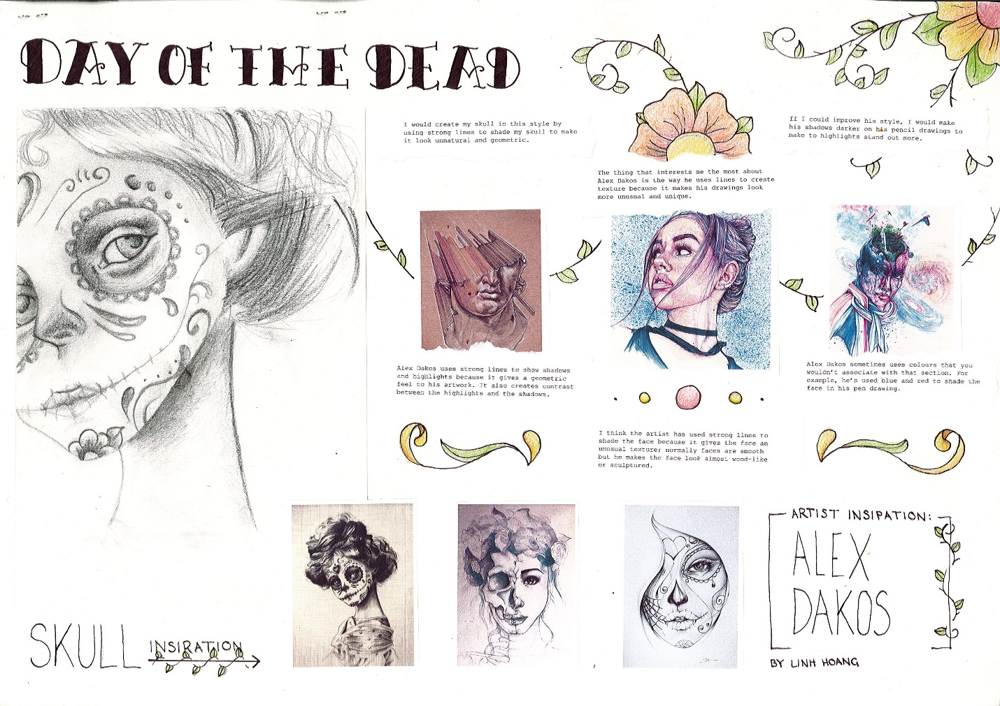 DAY OF THE DEAD
I would create my skull in this style by
using strong lines to shade my skull to make
it look unnatural and geometric.
If I could improve his style, I would make
his shadows darker on his pencil drawings to
make to highlights stand out more.
The thing that interests me the most about
Alex Dakos is the way he uses lines to create
texture because it makes his drawings look
more unusual and unique.
Alex Dakos uses strong lines to show shadows
and highlights because it gives a geometric
feel to his artwork. It also creates contrast
between the highlights and the shadows.
Alex Dakos sometimes uses colours that you
wouldn't associate with that section. For
example, he's used blue and red to shade the
face in his pen drawing.
I think the artist has used strong lines to
shade the face because it gives the face an
unusual texture; normally faces are smooth
but he makes the face look almost wood-like
or sculptured.
ARTIST INSIPATION:
ALEX
DAKOS
BY LINH HOANG
SKULL INSIRATION